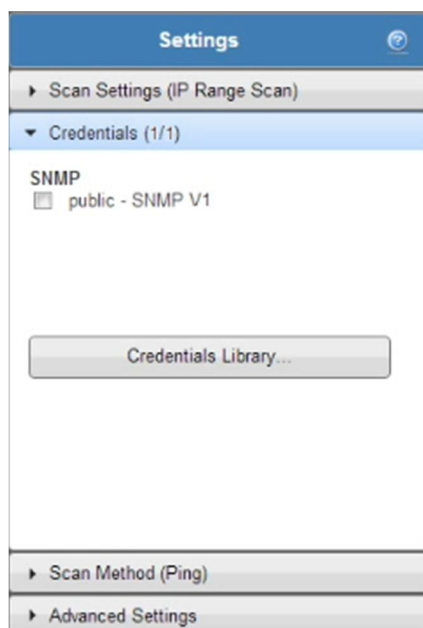 Settings
Scan Settings (IP Range Scan)
Credentials (1/1)
SNMP
public - SNMP V1
Credentials Library...
Scan Method (Ping)
Advanced Settings